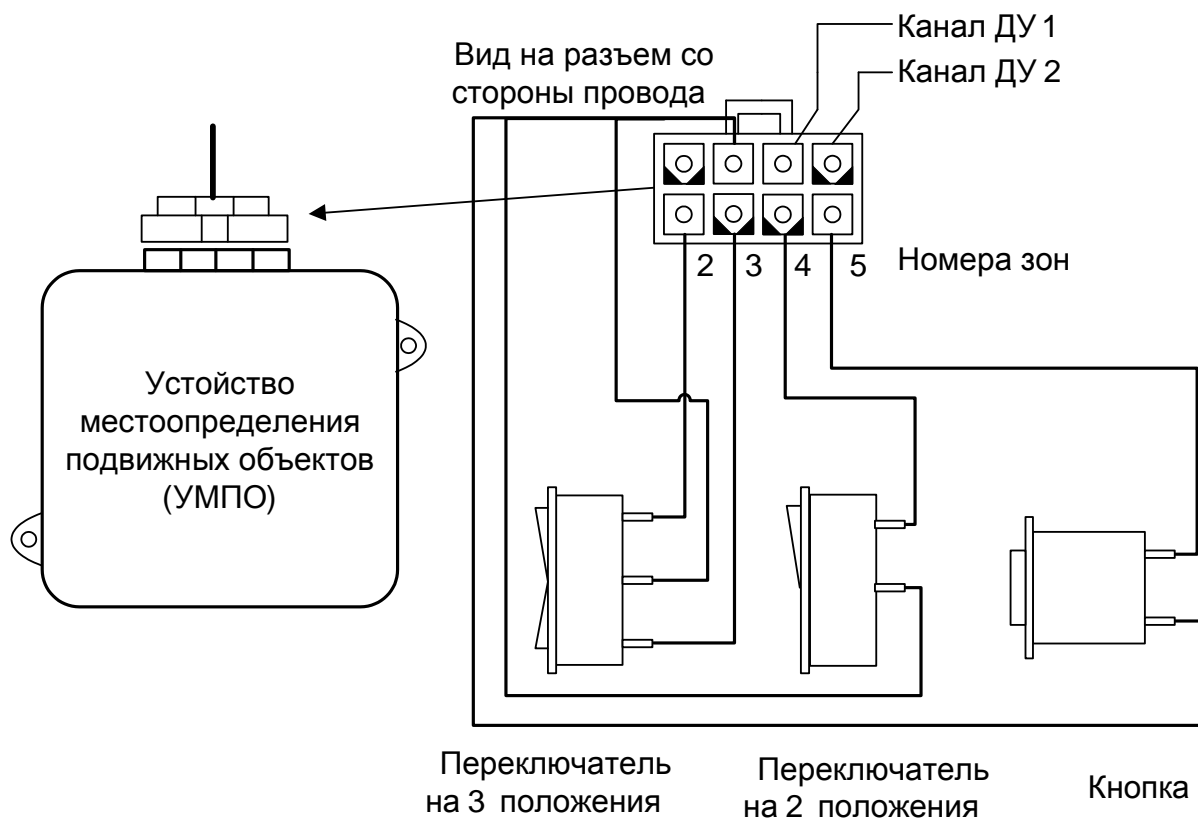 Канал ДУ 1
Вид на разъем со
стороны провода
Канал ДУ 2
2 3 4 5 Номера зон
Устойство
местоопределения
подвижных объектов
(УМПО)
Переключатель
на 3 положения
Переключатель
на 2 положения
Кнопка